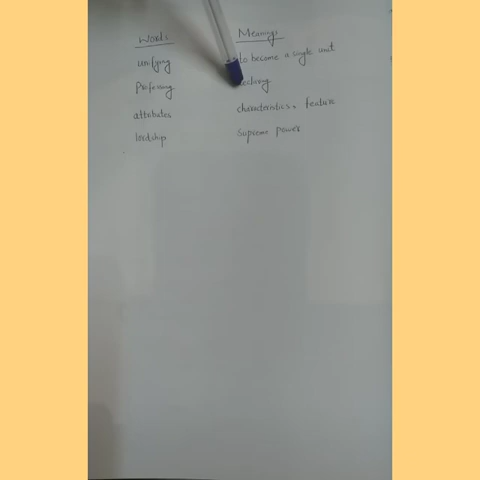 Words Meanings
unifying to become a single unit
Professing
attributes characteristics, feature
lordship Supreme power